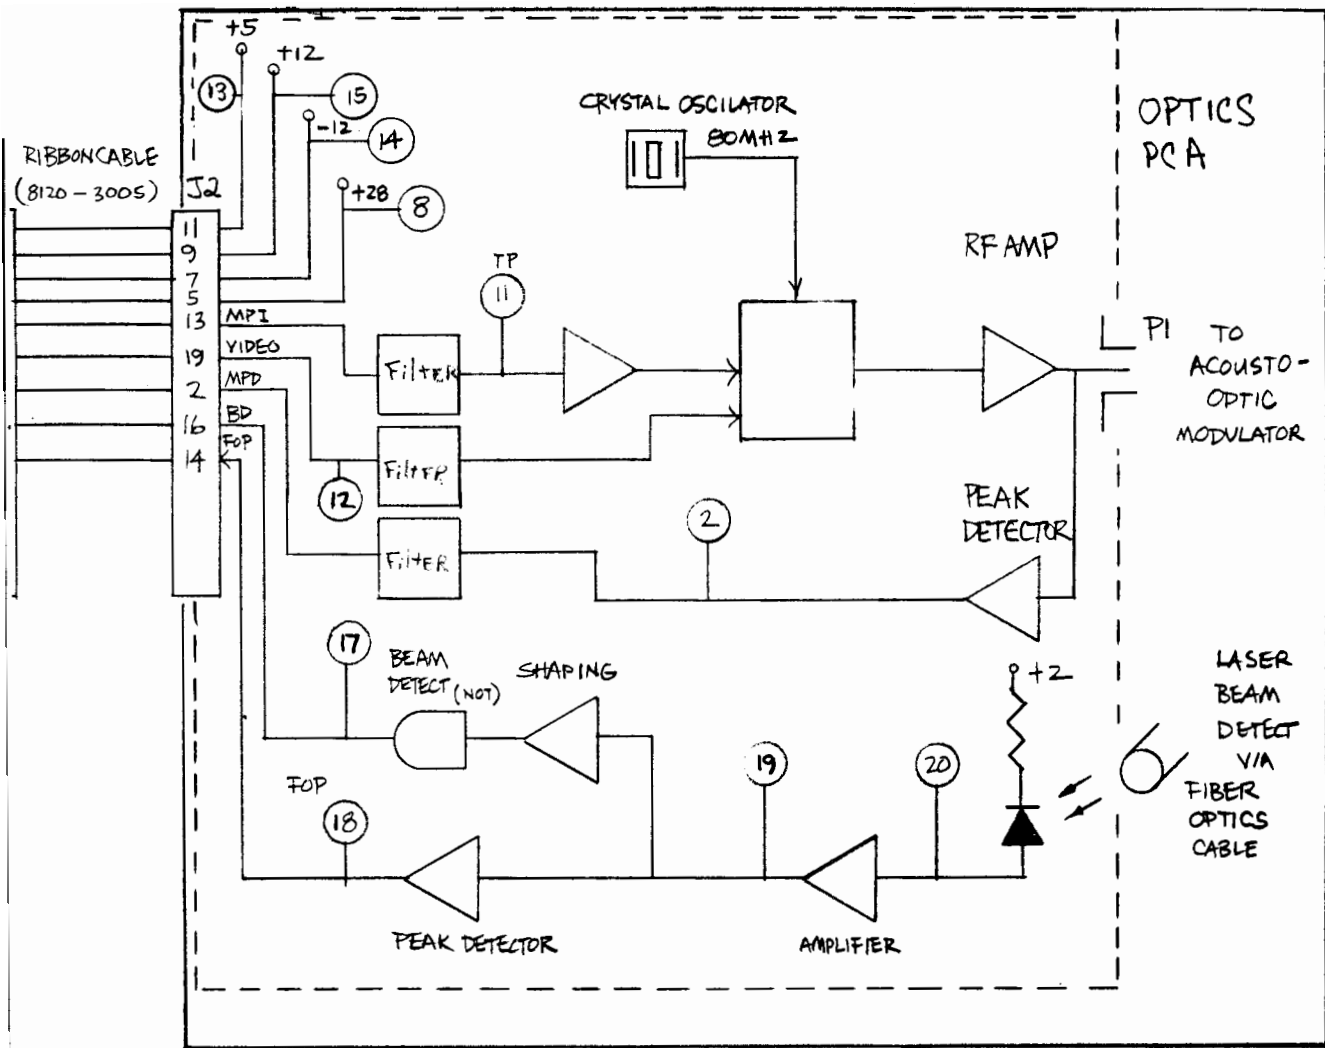 +5
+12
13
15
-12
14
CRYSTAL OSCILATOR
80MHZ
OPTICS
PCA
RIBBON CABLE
(8120-3005)
J2
+28
8
11
9
7
5
13 MPI
19 VIDEO
2 MPD
16 BD
FOP
14
TP
11
RF AMP
Filter
P1
TO
ACOUSTO-
OPTIC
MODULATOR
12
Filter
2
PEAK
DETECTOR
Filter
17
BEAM
DETECT (NOT)
SHAPING
+2
LASER
BEAM
DETECT
V/A
FIBER
OPTICS
CABLE
19
20
FOP
18
PEAK DETECTOR
AMPLIFIER